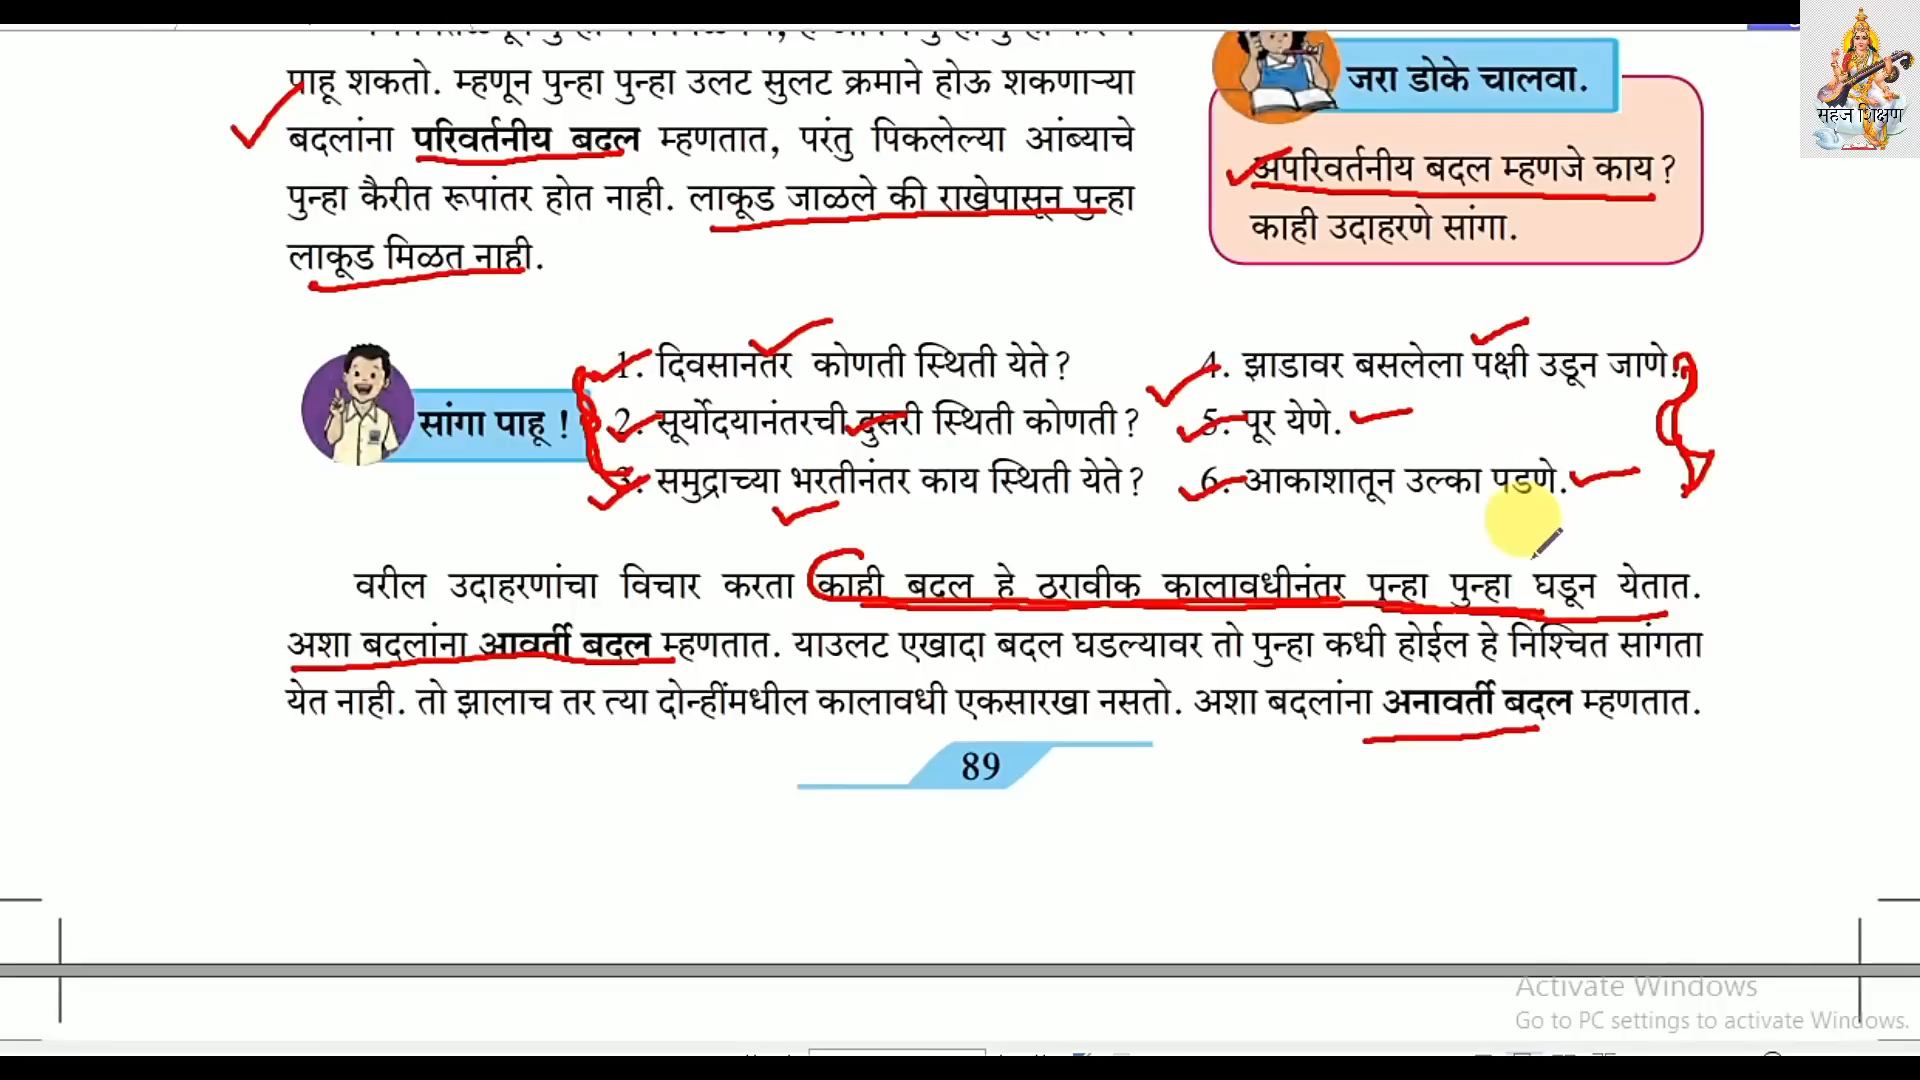 पाहू शकतो. म्हणून पुन्हा पुन्हा उलट सुलट क्रमाने होऊ शकणाऱ्या
बदलांना परिवर्तनीय बदल म्हणतात, परंतु पिकलेल्या आंब्याचे
पुन्हा कैरीत रूपांतर होत नाही. लाकूड जाळले की राखेपासून पुन्हा
लाकूड मिळत नाही.
जरा डोके चालवा.
अपरिवर्तनीय बदल म्हणजे काय ?
काही उदाहरणे सांगा.
सहज शिक्षण
सांगा पाहू !
1. दिवसानंतर कोणती स्थिती येते ?
2. सूर्योदयानंतरची दुसरी स्थिती कोणती ?
3. समुद्राच्या भरतीनंतर काय स्थिती येते ?
4. झाडावर बसलेला पक्षी उडून जाणे.
5. पूर येणे.
6. आकाशातून उल्का पडणे.
वरील उदाहरणांचा विचार करता काही बदल हे ठरावीक कालावधीनंतर पुन्हा पुन्हा घडून येतात.
अशा बदलांना आवर्ती बदल म्हणतात. याउलट एखादा बदल घडल्यावर तो पुन्हा कधी होईल हे निश्चित सांगता
येत नाही. तो झालाच तर त्या दोन्हींमधील कालावधी एकसारखा नसतो. अशा बदलांना अनावर्ती बदल म्हणतात.
89
Activate Windows
Go to PC settings to activate Windows.